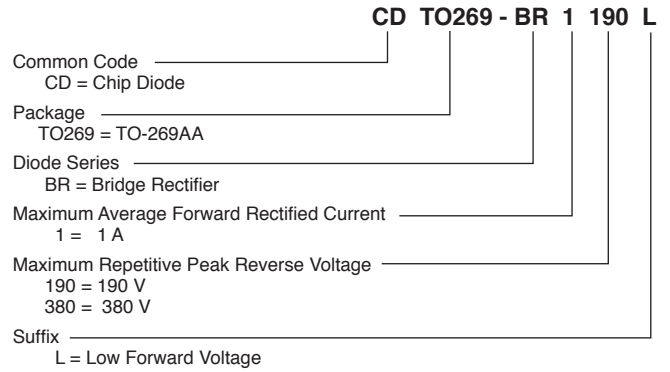 CD TO269 - BR 1 190 L
Common Code
CD = Chip Diode
Package
TO269 = TO-269AA
Diode Series
BR = Bridge Rectifier
Maximum Average Forward Rectified Current
1 = 1 A
Maximum Repetitive Peak Reverse Voltage
190 = 190 V
380 = 380 V
Suffix
L = Low Forward Voltage